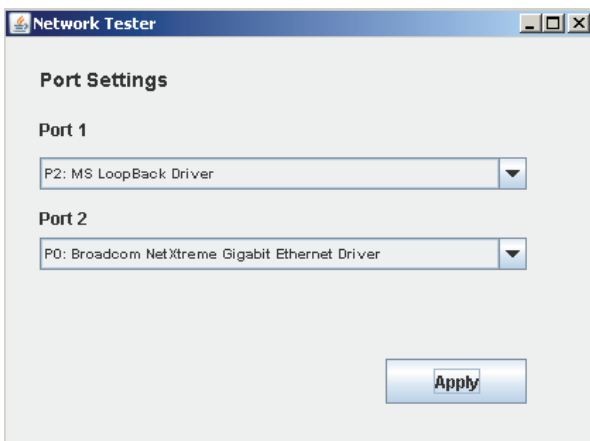 Network Tester
Port Settings
Port 1
P2: MS LoopBack Driver
Port 2
P0: Broadcom NetXtreme Gigabit Ethernet Driver
Apply